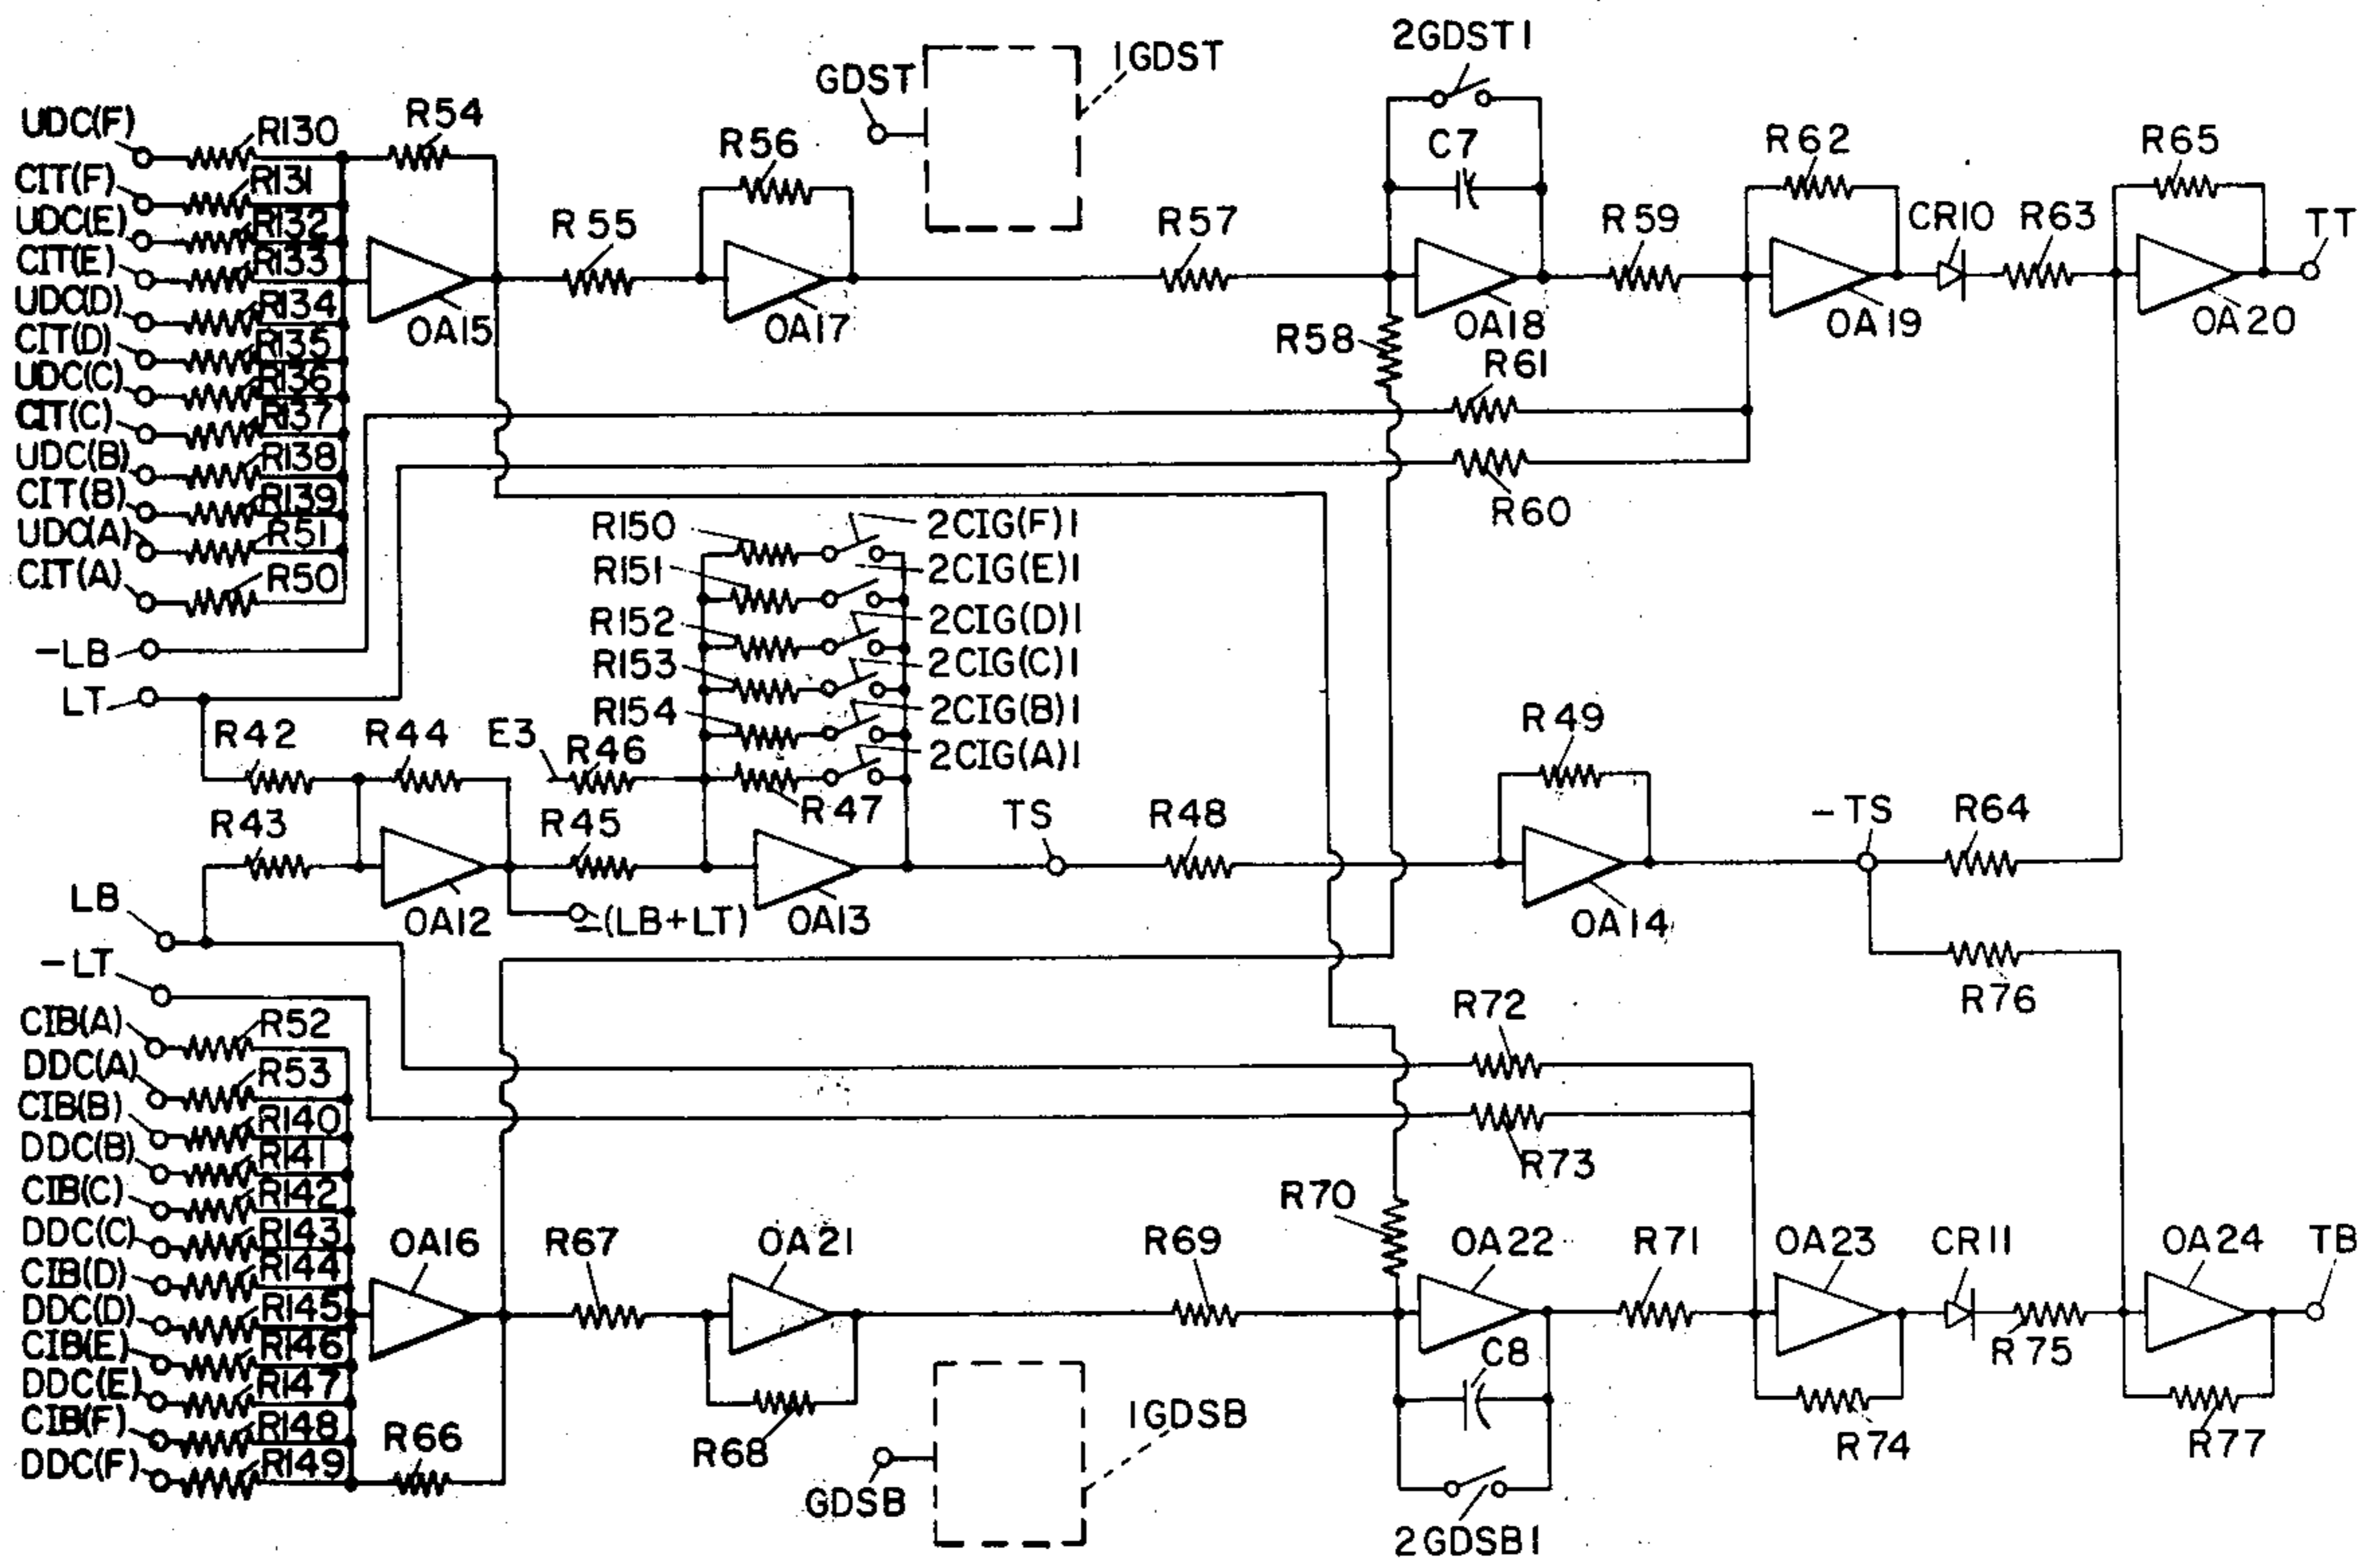 2GDST1
GDST
1GDST
UDC(F)
R130
R54
CIT(F)
R131
UDC(E)
R132
CIT(E)
R133
UDC(D)
R134
CIT(D)
R135
UDC(C)
R136
CIT(C)
R137
UDC(B)
R138
CIT(B)
R139
UDC(A)
R51
CIT(A)
R50
OA15
R55
R56
OA17
R57
C7
R58
OA18
R59
R62
OA19
CR10
R63
R65
OA20
TT
R61
R60
-LB
LT
R150
2CIG(F)1
R151
2CIG(E)1
R152
2CIG(D)1
R153
2CIG(C)1
R154
2CIG(B)1
2CIG(A)1
R42
R44
E3
R46
R47
R43
R45
OA12
-(LB+LT)
OA13
TS
R48
R49
OA14
-TS
R64
R76
LB
-LT
CIB(A)
R52
DDC(A)
R53
CIB(B)
R140
DDC(B)
R141
CIB(C)
R142
DDC(C)
R143
CIB(D)
R144
DDC(D)
R145
CIB(E)
R146
DDC(E)
R147
CIB(F)
R148
DDC(F)
R149
R66
OA16
R67
OA21
R68
R69
R72
R73
R70
OA22
C8
R71
OA23
R74
CR11
R75
OA24
R77
TB
GDSB
1GDSB
2GDSB1